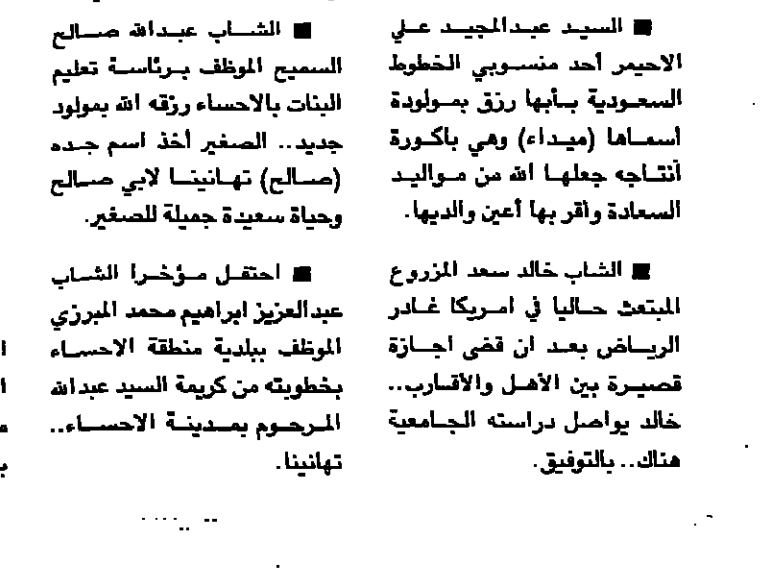 ■ السيد عبدالمجيد علي
الاحيمر أحد منسوبي الخطوط
السعودية بأبها رزق بمولودة
أسماها (ميداء) وهي باكورة
أنتاجه جعلها الله من مواليد
السعادة وأقر بها أعين والديها.
■ الشاب خالد سعد المزروع
المبتعث حاليا في امريكا غادر
الرياض بعد ان قضى اجازة
قصيرة بين الأهل والأقارب..
خالد يواصل دراسته الجامعية
هناك.. بالتوفيق.
■ الشاب عبدالله صالح
السميح الموظف برئاسة تعليم
البنات بالاحساء رزقه الله بمولود
جديد.. الصغير أخذ اسم جده
(صالح) تهانينا لابي صالح
وحياة سعيدة جميلة للصغير.
■ احتفل مؤخرا الشاب
عبدالعزيز ابراهيم محمد المبرزي
الموظف ببلدية منطقة الاحساء
بخطوبته من كريمة السيد عبدالله
المرحوم بمدينة الاحساء..
تهانينا.